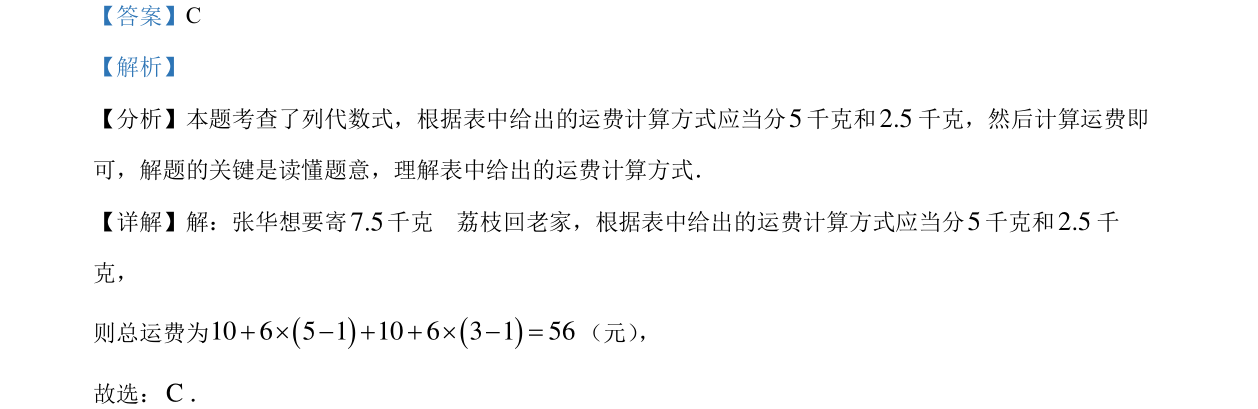 【答案】C
【解析】
【分析】本题考查了列代数式，根据表中给出的运费计算方式应当分5千克和2.5千克，然后计算运费即
可，解题的关键是读懂题意，理解表中给出的运费计算方式．
【详解】解：张华想要寄7.5千克 荔枝回老家，根据表中给出的运费计算方式应当分5千克和2.5千
克，
则总运费为10+6×(5−1)+10+6×(3−1)=56（元），
故选：C．